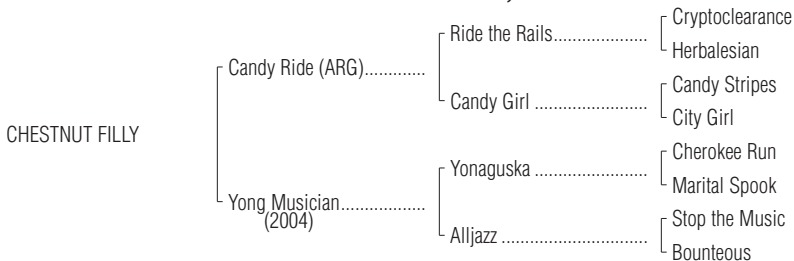 Cryptoclearance
Ride the Rails....................
Herbalesian
Candy Ride (ARG).............
Candy Stripes
Candy Girl ........................
City Girl
CHESTNUT FILLY
Cherokee Run
Yonaguska ........................
Marital Spook
Yong Musician..................
(2004)
Stop the Music
Alljazz ...............................
Bounteous